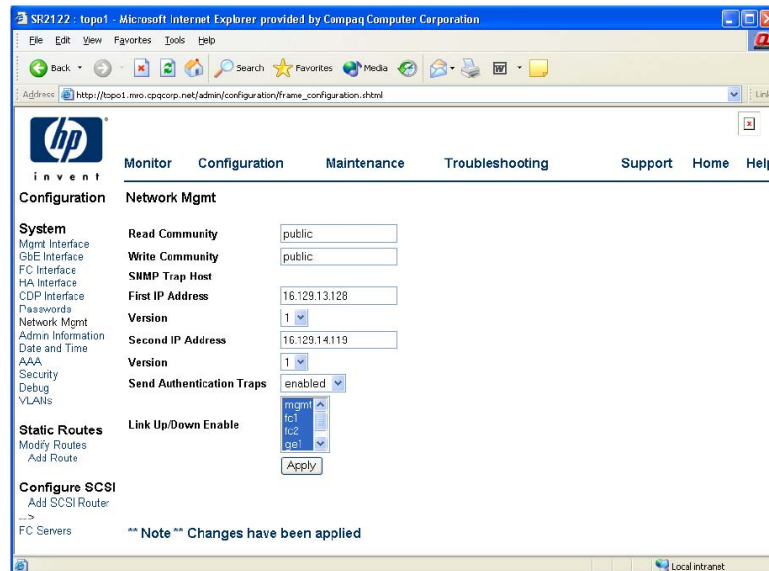 SR2122 : topo1 - Microsoft Internet Explorer provided by Compaq Computer Corporation
File Edit View Favorites Tools Help
Back Search Favorites Media
Address http://topo1.mro.cpqcorp.net/admin/configuration/frame_configuration.shtml
hp
invent
Monitor Configuration Maintenance Troubleshooting Support Home Help
Configuration
Network Mgmt
System
Mgmt Interface
GbE Interface
FC Interface
HA Interface
CDP Interface
Passwords
Network Mgmt
Admin Information
Date and Time
AAA
Security
Debug
VLANs
Static Routes
Modify Routes
Add Route
Configure SCSI
Add SCSI Router
-->
FC Servers
Read Community public
Write Community public
SNMP Trap Host
First IP Address 16.129.13.128
Version 1
Second IP Address 16.129.14.119
Version 1
Send Authentication Traps enabled
Link Up/Down Enable
mgmt
fc1
fc2
ge1
Apply
** Note ** Changes have been applied
Local intranet